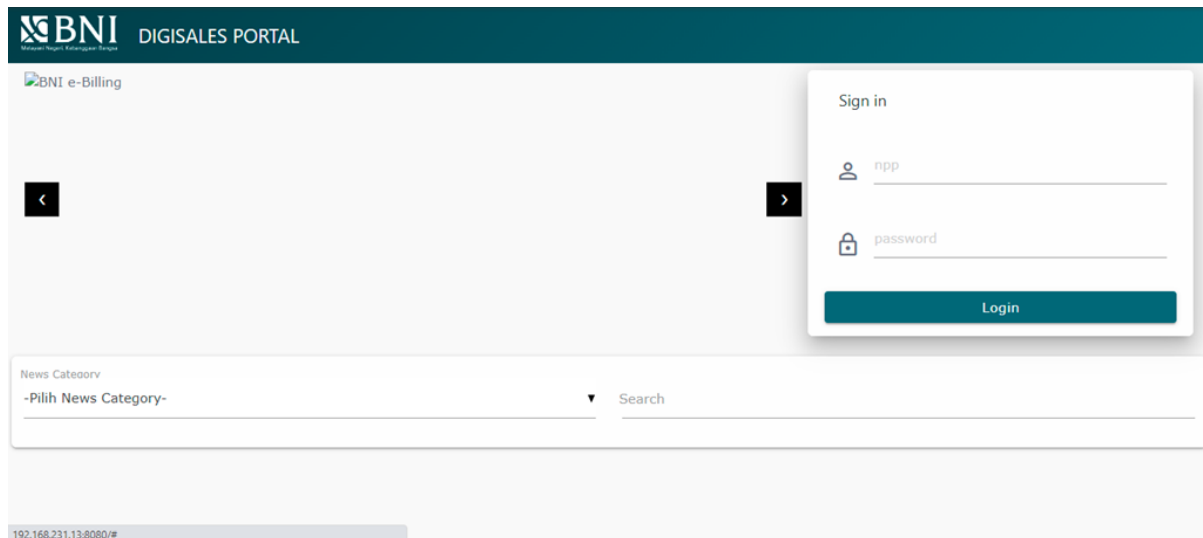 BNI
Melayani Negeri, Kebanggaan Bangsa
DIGISALES PORTAL
BNI e-Billing
Sign in
npp
password
Login
News Category
-Pilih News Category-
Search
192.168.231.13:8080/#